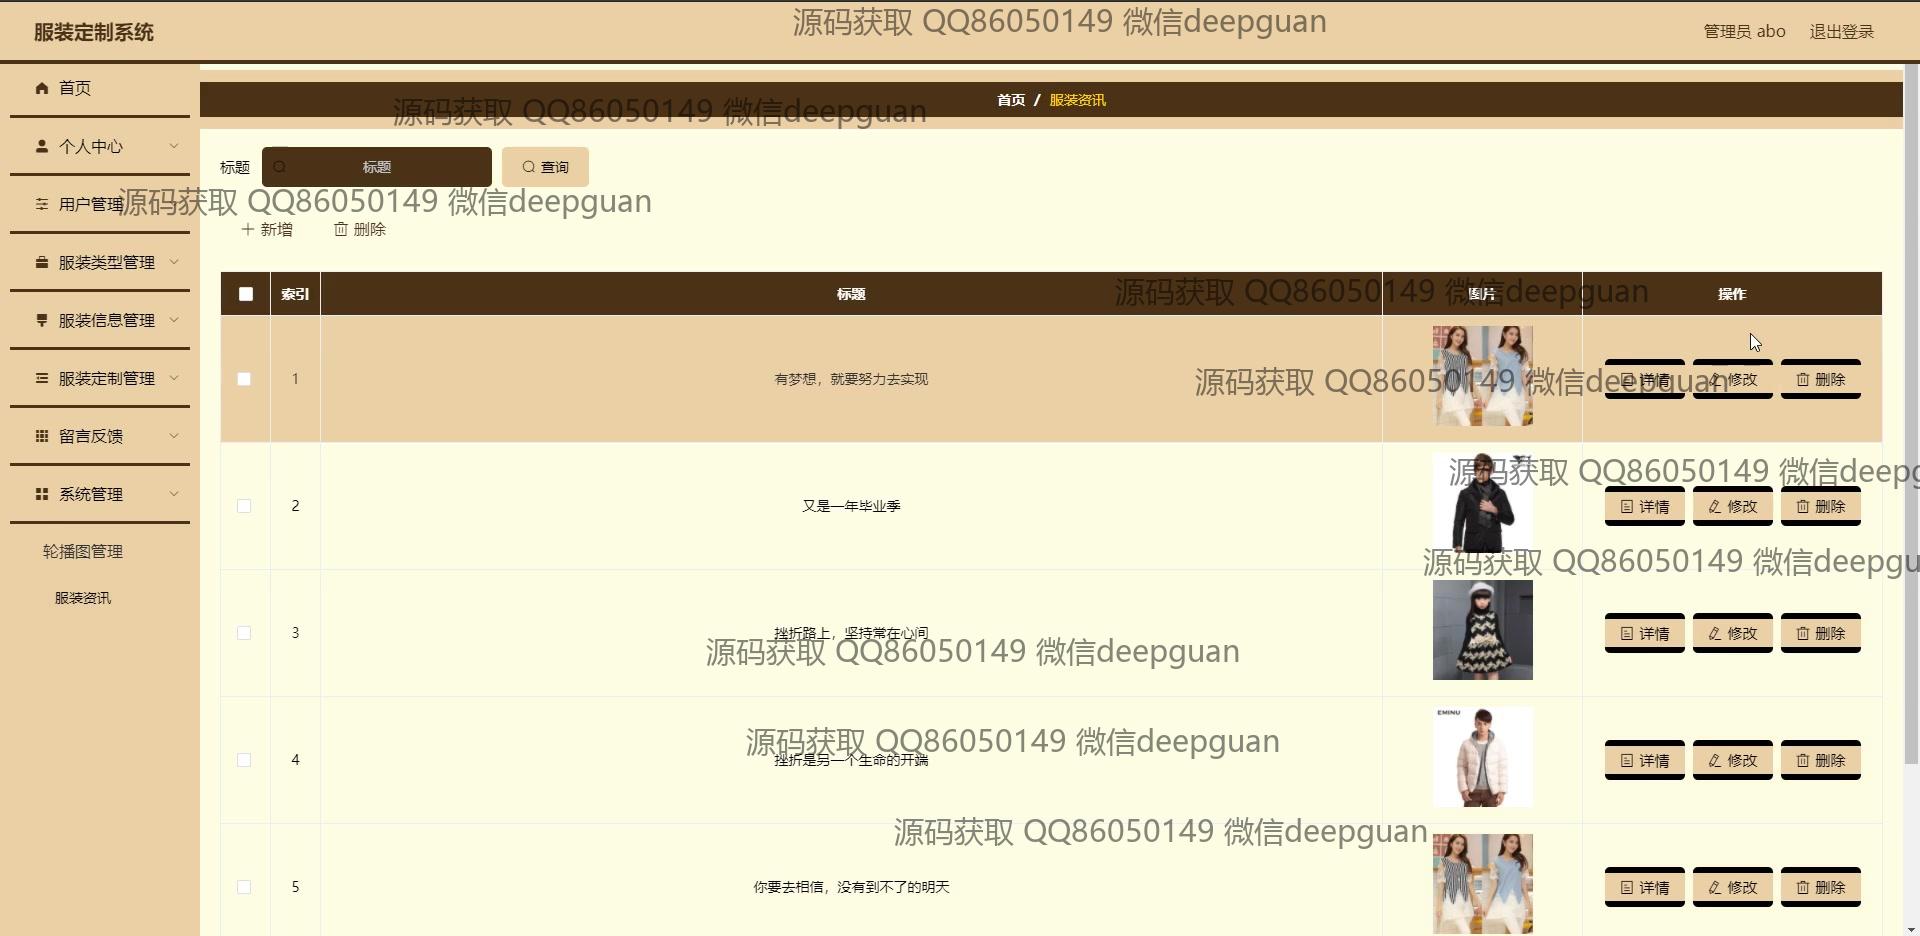 服装定制系统
源码获取 QQ86050149 微信deepguan
管理员 abo
退出登录
首页
首页 / 服装资讯
源码获取 QQ86050149 微信deepguan
个人中心
标题
标题
查询
用户管理
源码获取 QQ86050149 微信deepguan
新增
删除
服装类型管理
索引
标题
图片
操作
源码获取 QQ86050149 微信deepguan
服装信息管理
服装定制管理
1
有梦想，就要努力去实现
详情
修改
删除
源码获取 QQ86050149 微信deepguan
留言反馈
源码获取 QQ86050149 微信deepg
系统管理
2
又是一年毕业季
详情
修改
删除
轮播图管理
源码获取 QQ86050149 微信deepgu
服装资讯
3
挫折路上，坚持常在心间
详情
修改
删除
源码获取 QQ86050149 微信deepguan
EMINU
源码获取 QQ86050149 微信deepguan
4
挫折是另一个生命的开端
详情
修改
删除
源码获取 QQ86050149 微信deepguan
5
你要去相信，没有到不了的明天
详情
修改
删除